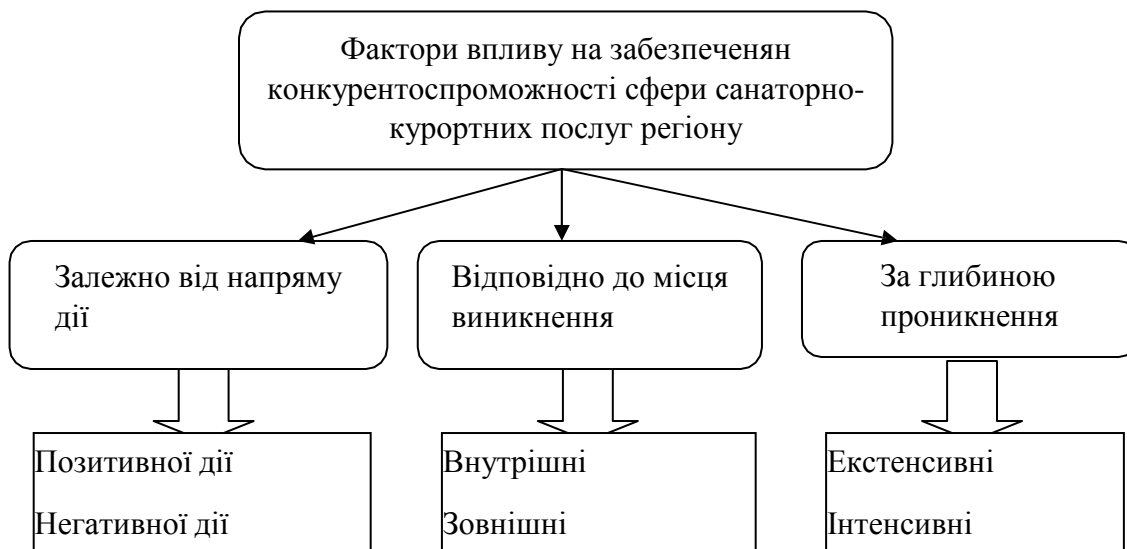 Фактори впливу на забезпеченян
конкурентоспроможності сфери санаторно-
курортних послуг регіону
Залежно від напряму
дії
Відповідно до місця
виникнення
За глибиною
проникнення
Позитивної дії
Негативної дії
Внутрішні
Зовнішні
Екстенсивні
Інтенсивні